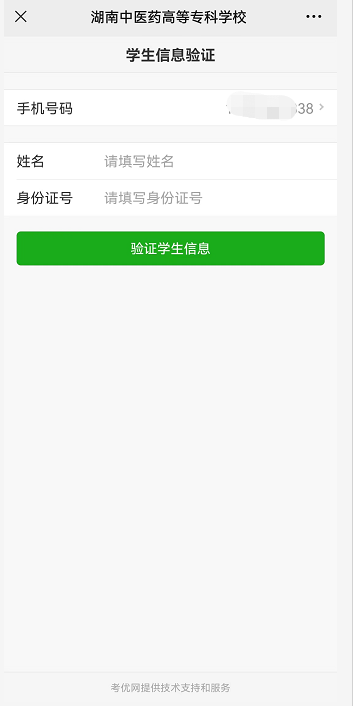 湖南中医药高等专科学校
学生信息验证
手机号码 38
姓名 请填写姓名
身份证号 请填写身份证号
验证学生信息
考优网提供技术支持和服务